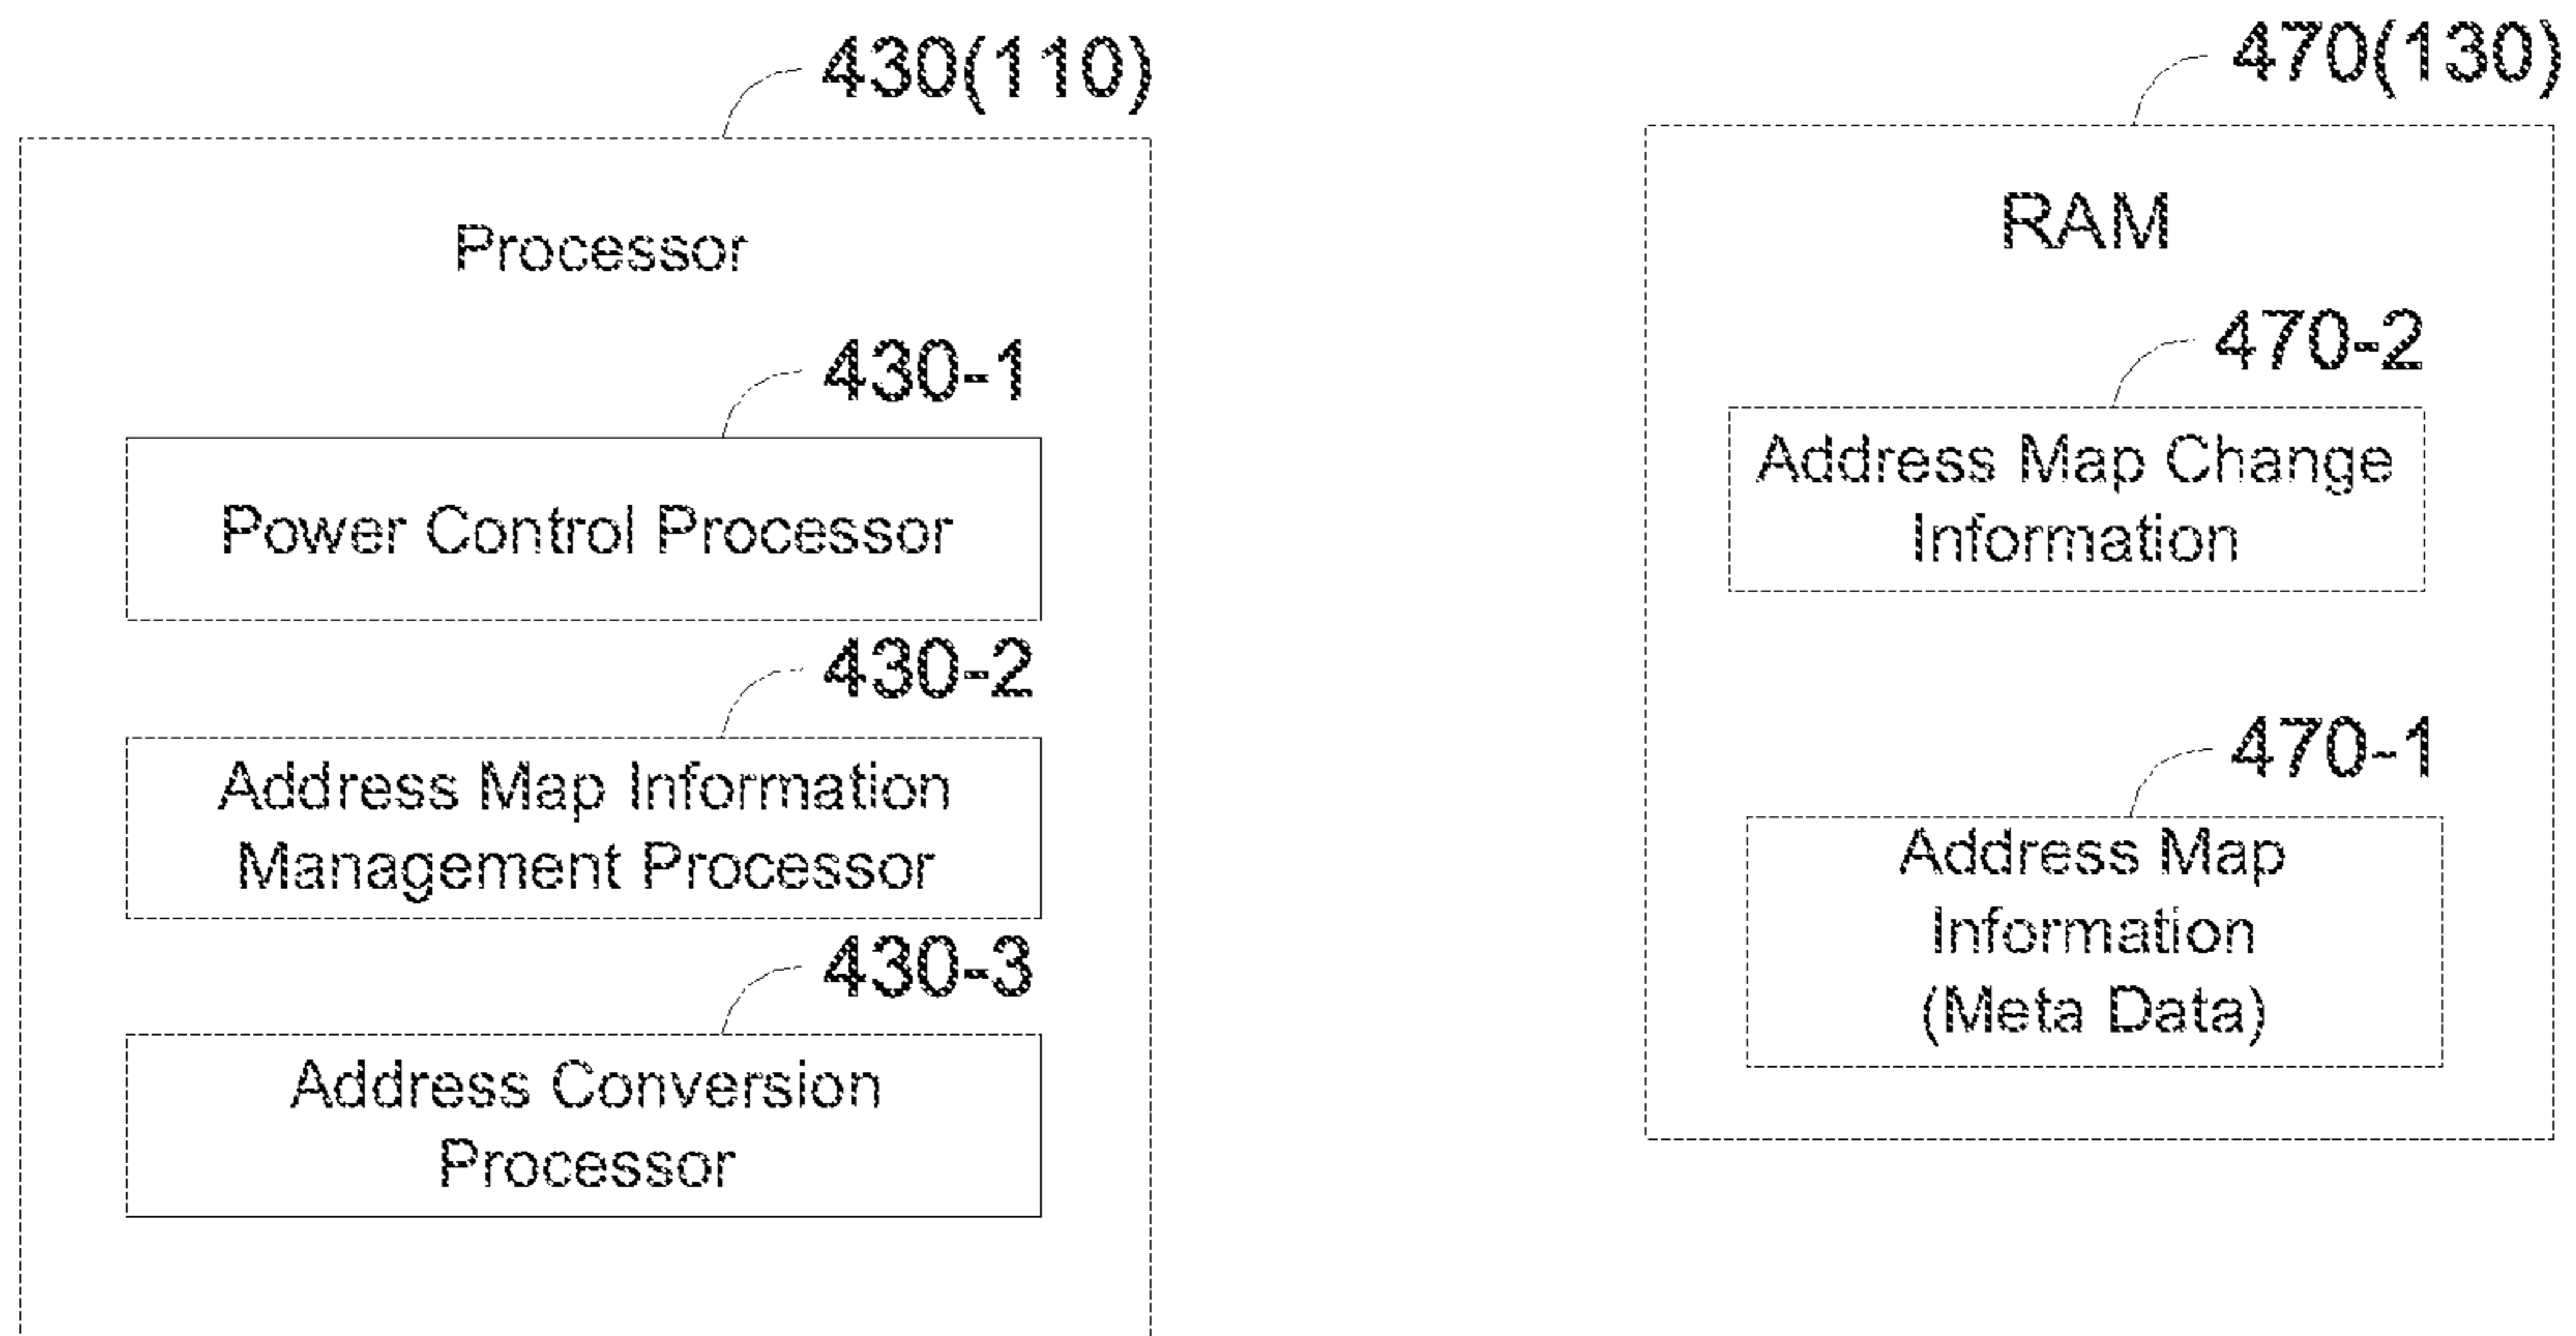 430(110)
Processor
430-1
Power Control Processor
430-2
Address Map Information
Management Processor
430-3
Address Conversion
Processor
470(130)
RAM
470-2
Address Map Change
Information
470-1
Address Map
Information
(Meta Data)